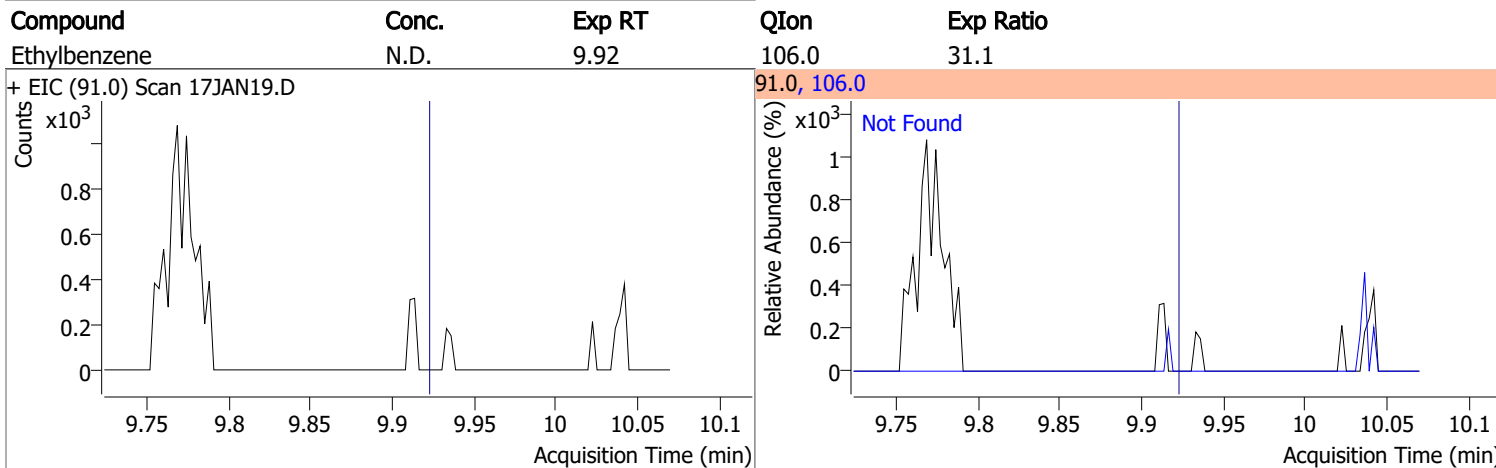 Compound Conc. Exp RT QIon Exp Ratio
Ethylbenzene N.D. 9.92 106.0 31.1
+ EIC (91.0) Scan 17JAN19.D
Counts
x10³
0.8
0.6
0.4
0.2
0
9.75 9.8 9.85 9.9 9.95 10 10.05 10.1
Acquisition Time (min)
91.0, 106.0
Relative Abundance (%)
x10³
Not Found
1
0.8
0.6
0.4
0.2
0
9.75 9.8 9.85 9.9 9.95 10 10.05 10.1
Acquisition Time (min)